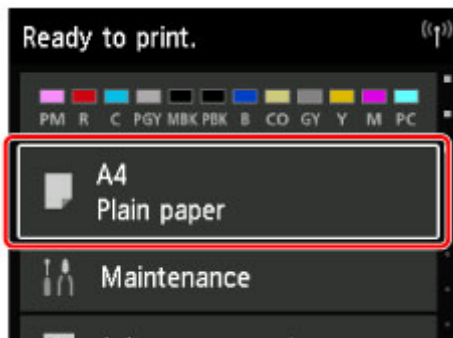 Ready to print.
PM R C PGY MBK PBK B CO GY Y M PC
A4
Plain paper
Maintenance